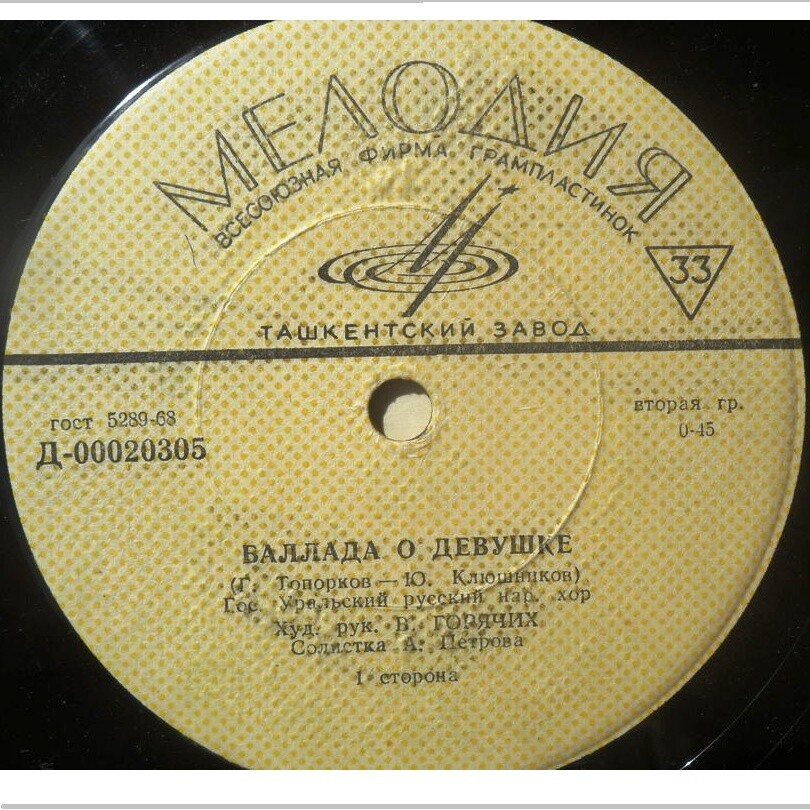 МЕЛОДИЯ
ВСЕСОЮЗНАЯ ФИРМА ГРАМПЛАСТИНОК
33
ТАШКЕНТСКИЙ ЗАВОД
гост 5289-68
Д-00020305
вторая гр.
0-45
БАЛЛАДА О ДЕВУШКЕ
(Г. Топорков — Ю. Клюшников)
Гос. Уральский русский нар. хор
Худ. рук. В. ГОРЯЧИХ
Солистка А. Петрова
1 сторона